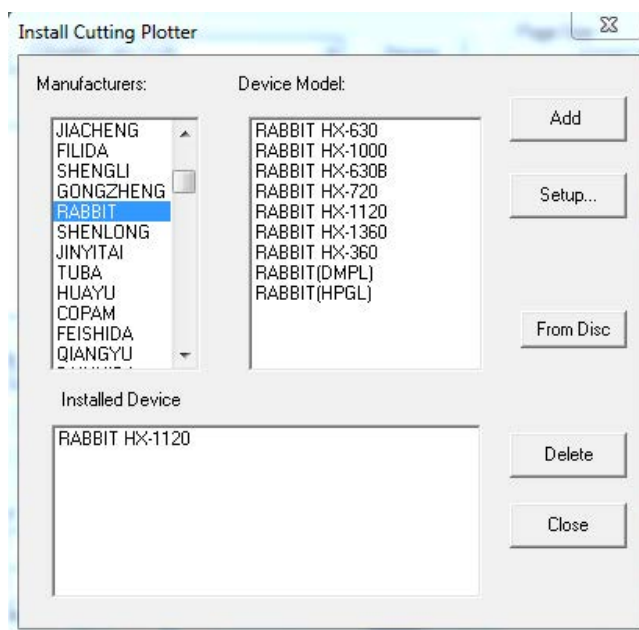 Install Cutting Plotter
Manufacturers:
JIACHENG
FILIDA
SHENGLI
GONGZHENG
RABBIT
SHENLONG
JINYITAI
TUBA
HUAYU
COPAM
FEISHIDA
QIANGYU
Device Model:
RABBIT HX-630
RABBIT HX-1000
RABBIT HX-630B
RABBIT HX-720
RABBIT HX-1120
RABBIT HX-1360
RABBIT HX-360
RABBIT(DMPL)
RABBIT(HPGL)
Add
Setup...
From Disc
Installed Device
RABBIT HX-1120
Delete
Close